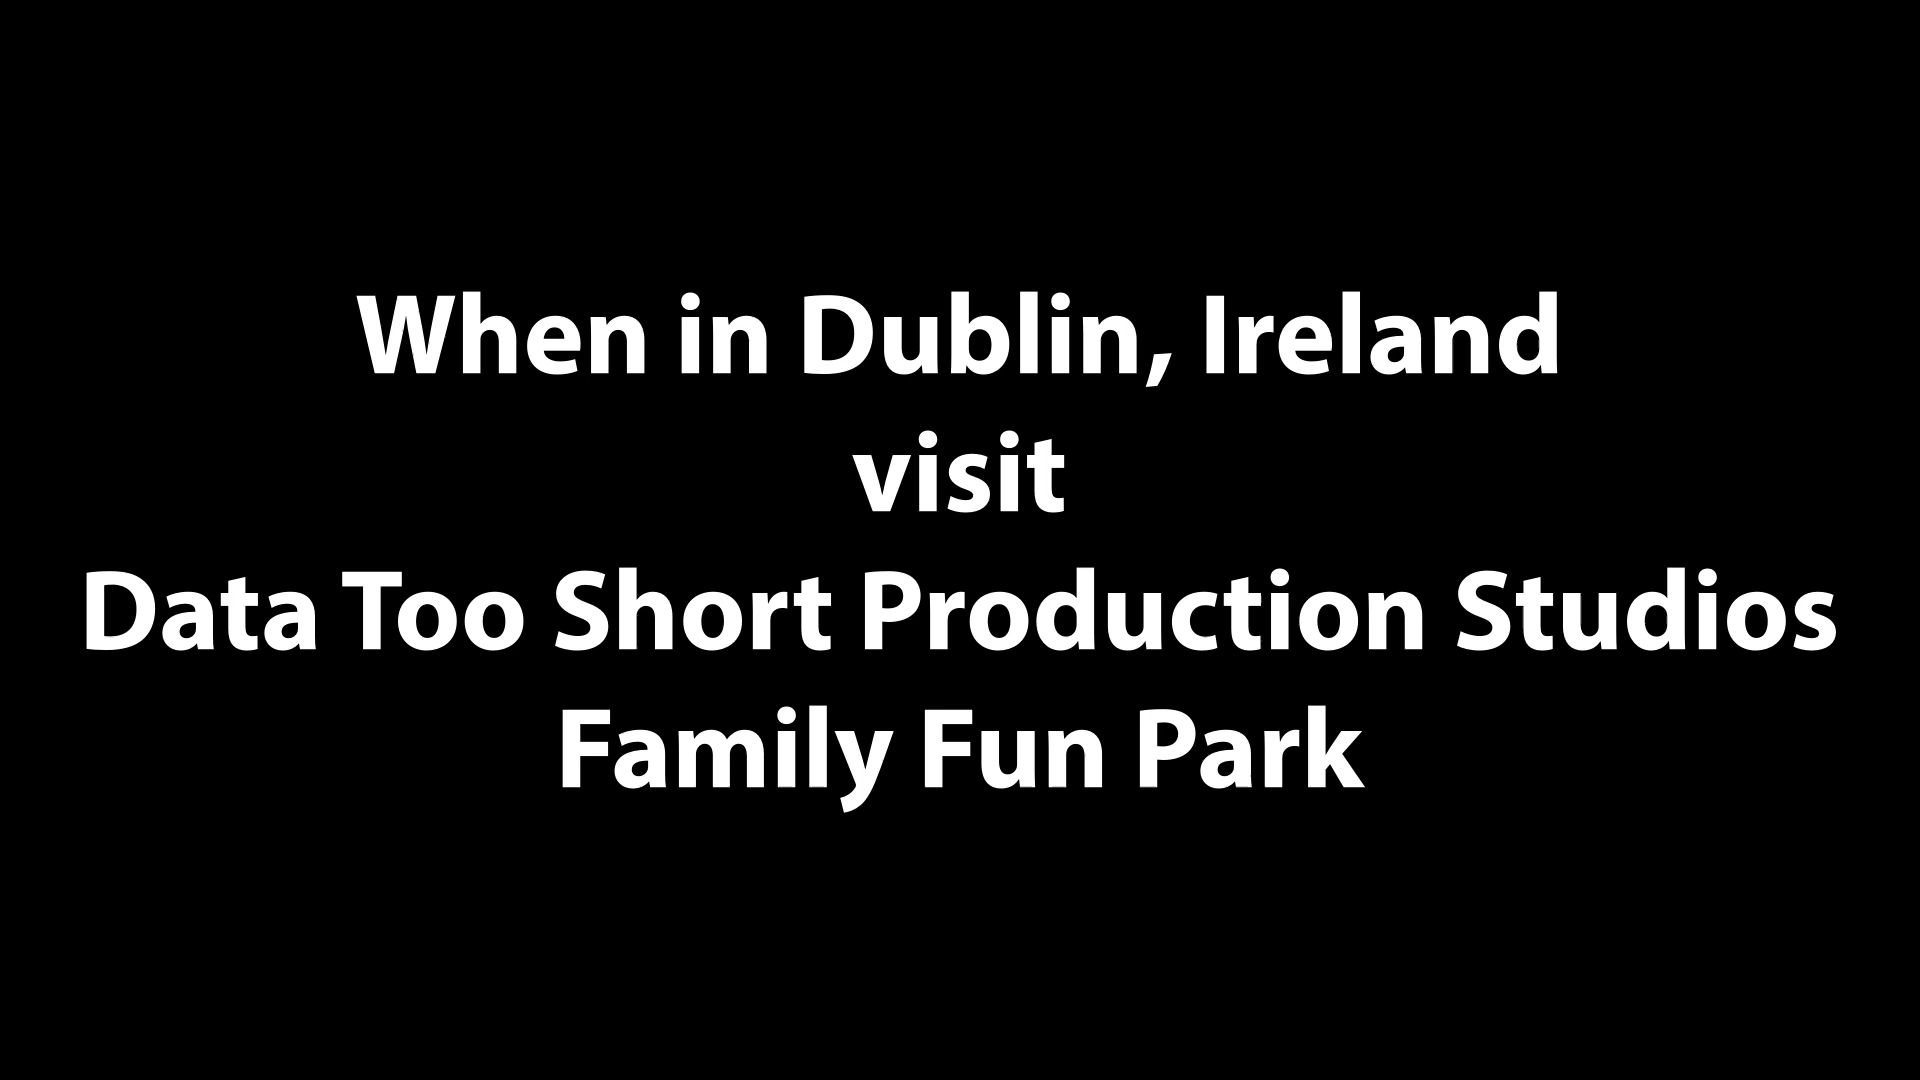 When in Dublin, Ireland
visit
Data Too Short Production Studios
Family Fun Park